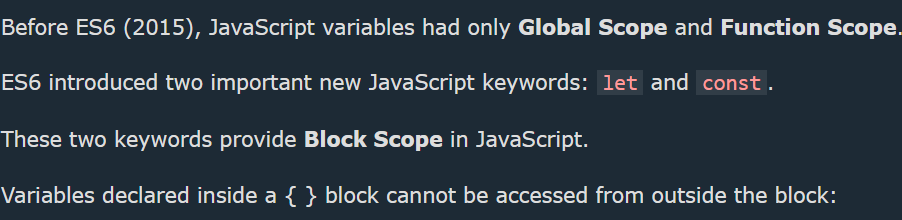 Before ES6 (2015), JavaScript variables had only Global Scope and Function Scope.
ES6 introduced two important new JavaScript keywords: let and const.
These two keywords provide Block Scope in JavaScript.
Variables declared inside a { } block cannot be accessed from outside the block: